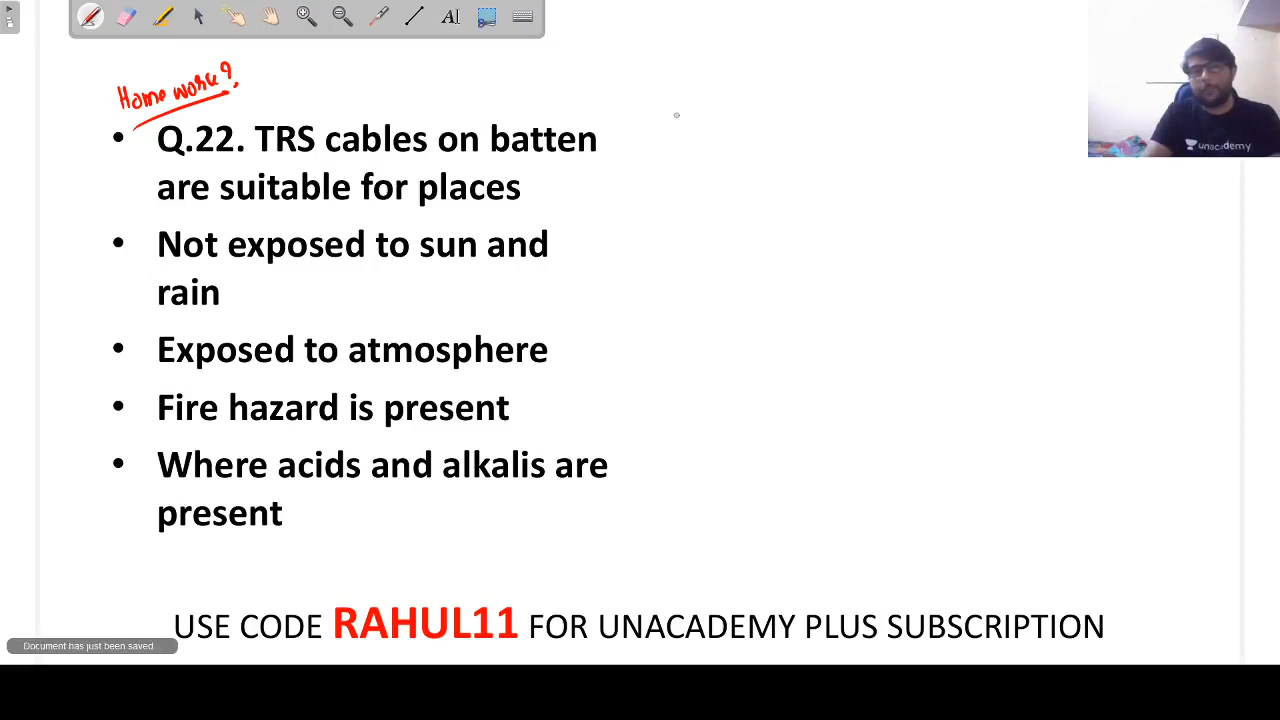 Home work?
• Q.22. TRS cables on batten
are suitable for places
• Not exposed to sun and
rain
• Exposed to atmosphere
• Fire hazard is present
• Where acids and alkalis are
present
USE CODE RAHUL11 FOR UNACADEMY PLUS SUBSCRIPTION
Document has just been saved...
unacademy